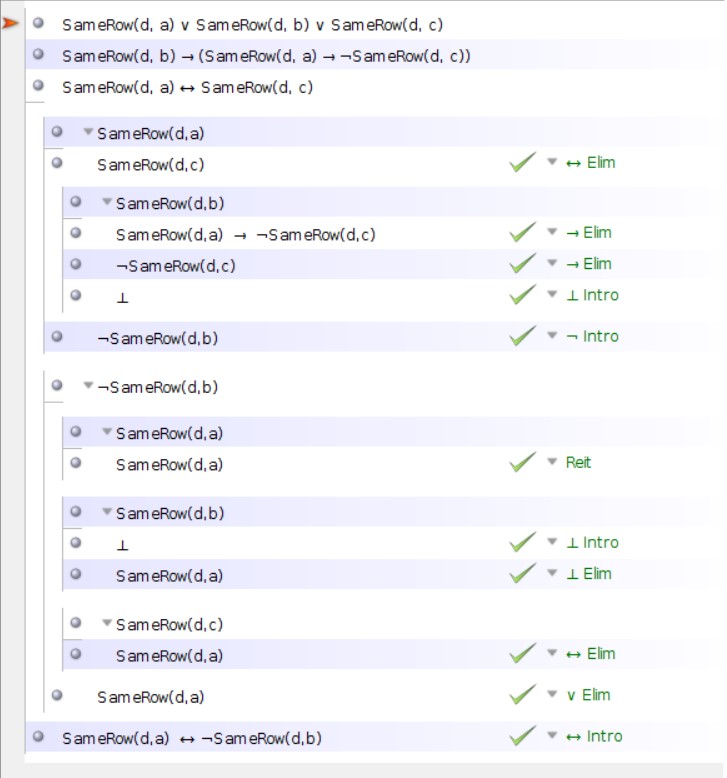 SameRow(d, a) ∨ SameRow(d, b) ∨ SameRow(d, c)
SameRow(d, b) → (SameRow(d, a) → ¬SameRow(d, c))
SameRow(d, a) ↔ SameRow(d, c)
SameRow(d,a)
SameRow(d,c) ↔ Elim
SameRow(d,b)
SameRow(d,a) → ¬SameRow(d,c) → Elim
¬SameRow(d,c) → Elim
⊥ ⊥ Intro
¬SameRow(d,b) ¬ Intro
¬SameRow(d,b)
SameRow(d,a)
SameRow(d,a) Reit
SameRow(d,b)
⊥ ⊥ Intro
SameRow(d,a) ⊥ Elim
SameRow(d,c)
SameRow(d,a) ↔ Elim
SameRow(d,a) ∨ Elim
SameRow(d,a) ↔ ¬SameRow(d,b) ↔ Intro